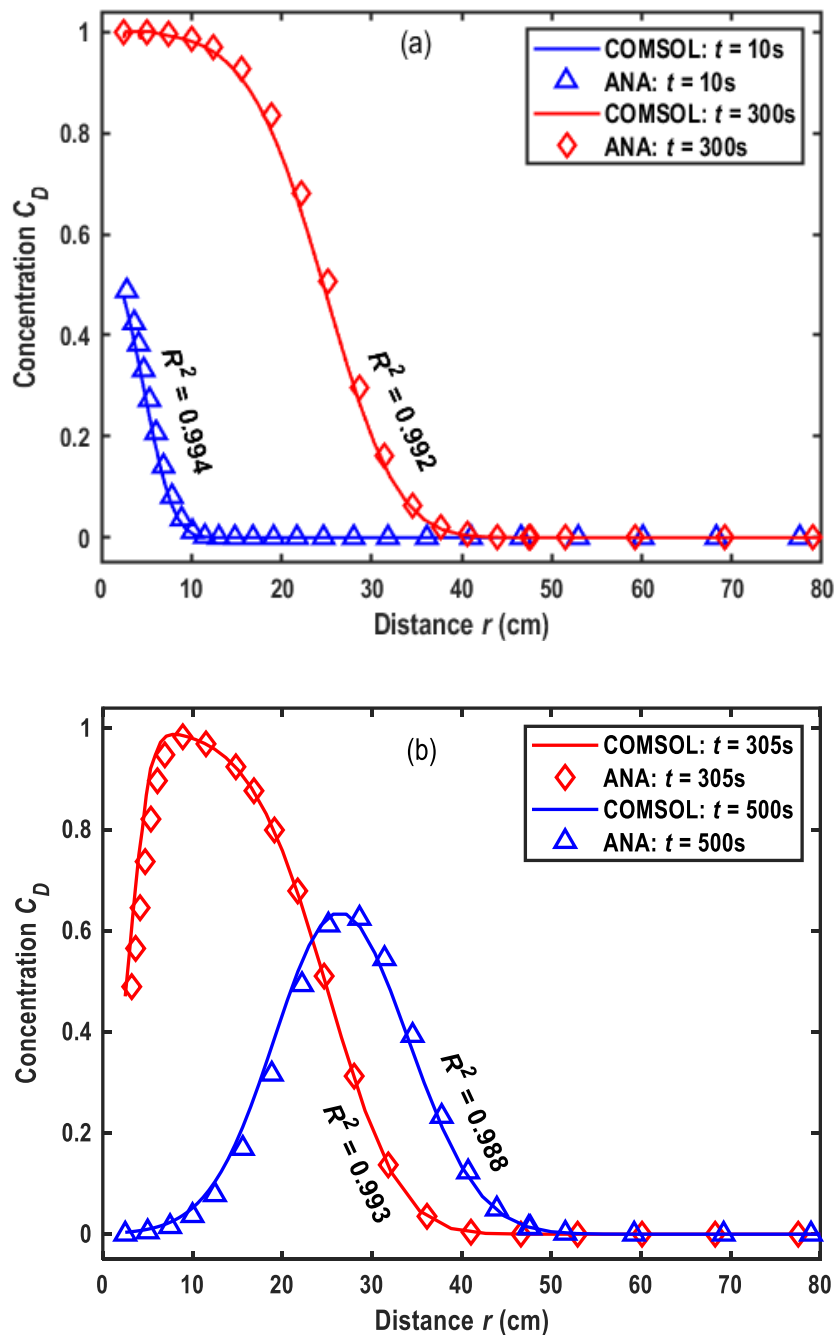 (a)
COMSOL: t = 10s
ANA: t = 10s
COMSOL: t = 300s
ANA: t = 300s
Concentration C_D
1
0.8
0.6
0.4
0.2
0
R² = 0.994
R² = 0.992
0 10 20 30 40 50 60 70 80
Distance r (cm)
(b)
COMSOL: t = 305s
ANA: t = 305s
COMSOL: t = 500s
ANA: t = 500s
Concentration C_D
1
0.8
0.6
0.4
0.2
0
R² = 0.993
R² = 0.988
0 10 20 30 40 50 60 70 80
Distance r (cm)